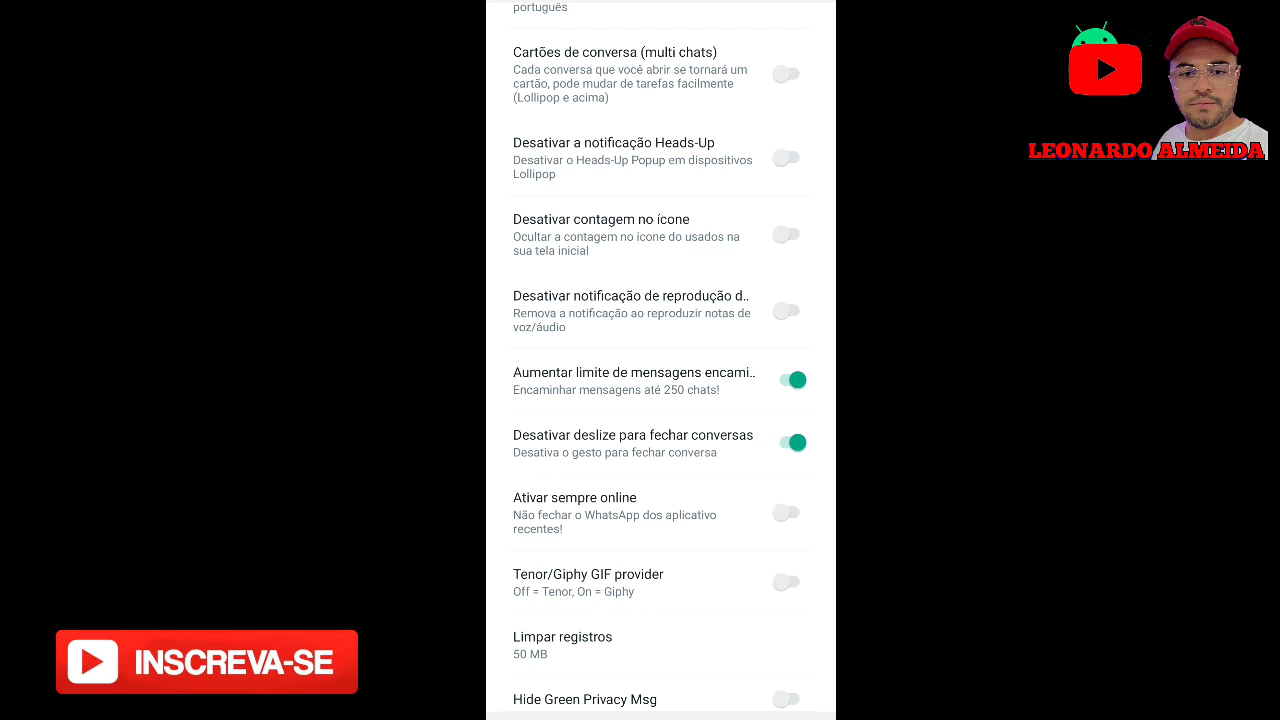 português
Cartões de conversa (multi chats)
Cada conversa que você abrir se tornará um
cartão, pode mudar de tarefas facilmente
(Lollipop e acima)
Desativar a notificação Heads-Up
Desativar o Heads-Up Popup em dispositivos
Lollipop
Desativar contagem no ícone
Ocultar a contagem no ícone do usados na
sua tela inicial
Desativar notificação de reprodução d..
Remova a notificação ao reproduzir notas de
voz/áudio
Aumentar limite de mensagens encami..
Encaminhar mensagens até 250 chats!
Desativar deslize para fechar conversas
Desativa o gesto para fechar conversa
Ativar sempre online
Não fechar o WhatsApp dos aplicativo
recentes!
Tenor/Giphy GIF provider
Off = Tenor, On = Giphy
Limpar registros
50 MB
Hide Green Privacy Msg
LEONARDO ALMEIDA
INSCREVA-SE